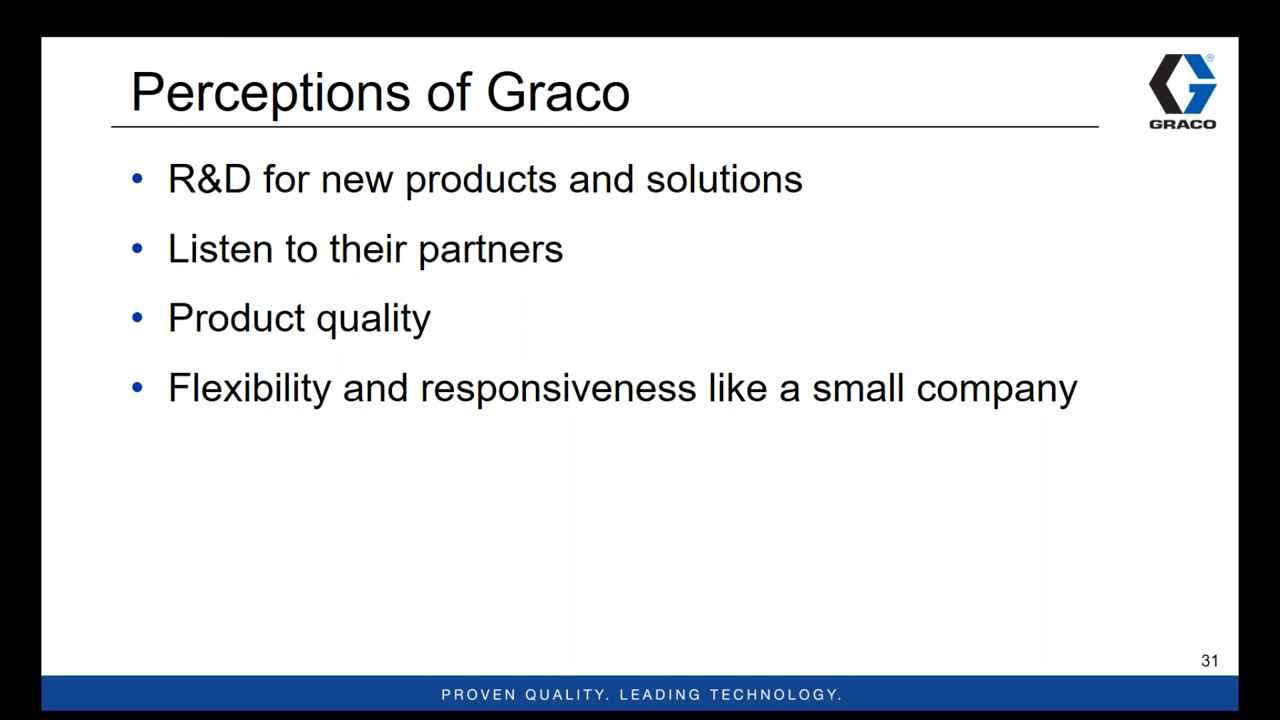 Perceptions of Graco
GRACO
• R&D for new products and solutions
• Listen to their partners
• Product quality
• Flexibility and responsiveness like a small company
31
PROVEN QUALITY. LEADING TECHNOLOGY.